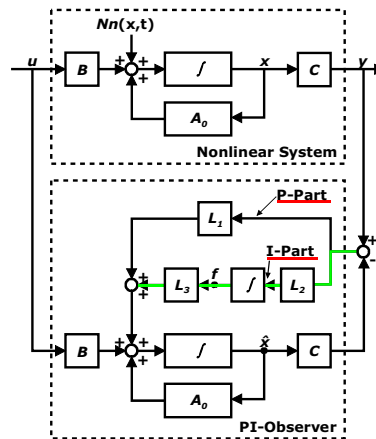 Nn(x,t)
u
B
+
+
+
∫
x
C
y
A₀
Nonlinear System
P-Part
L₁
+
-
I-Part
f
L₃
∫
L₂
+
+
B
+
+
+
∫
x̂
C
A₀
PI-Observer